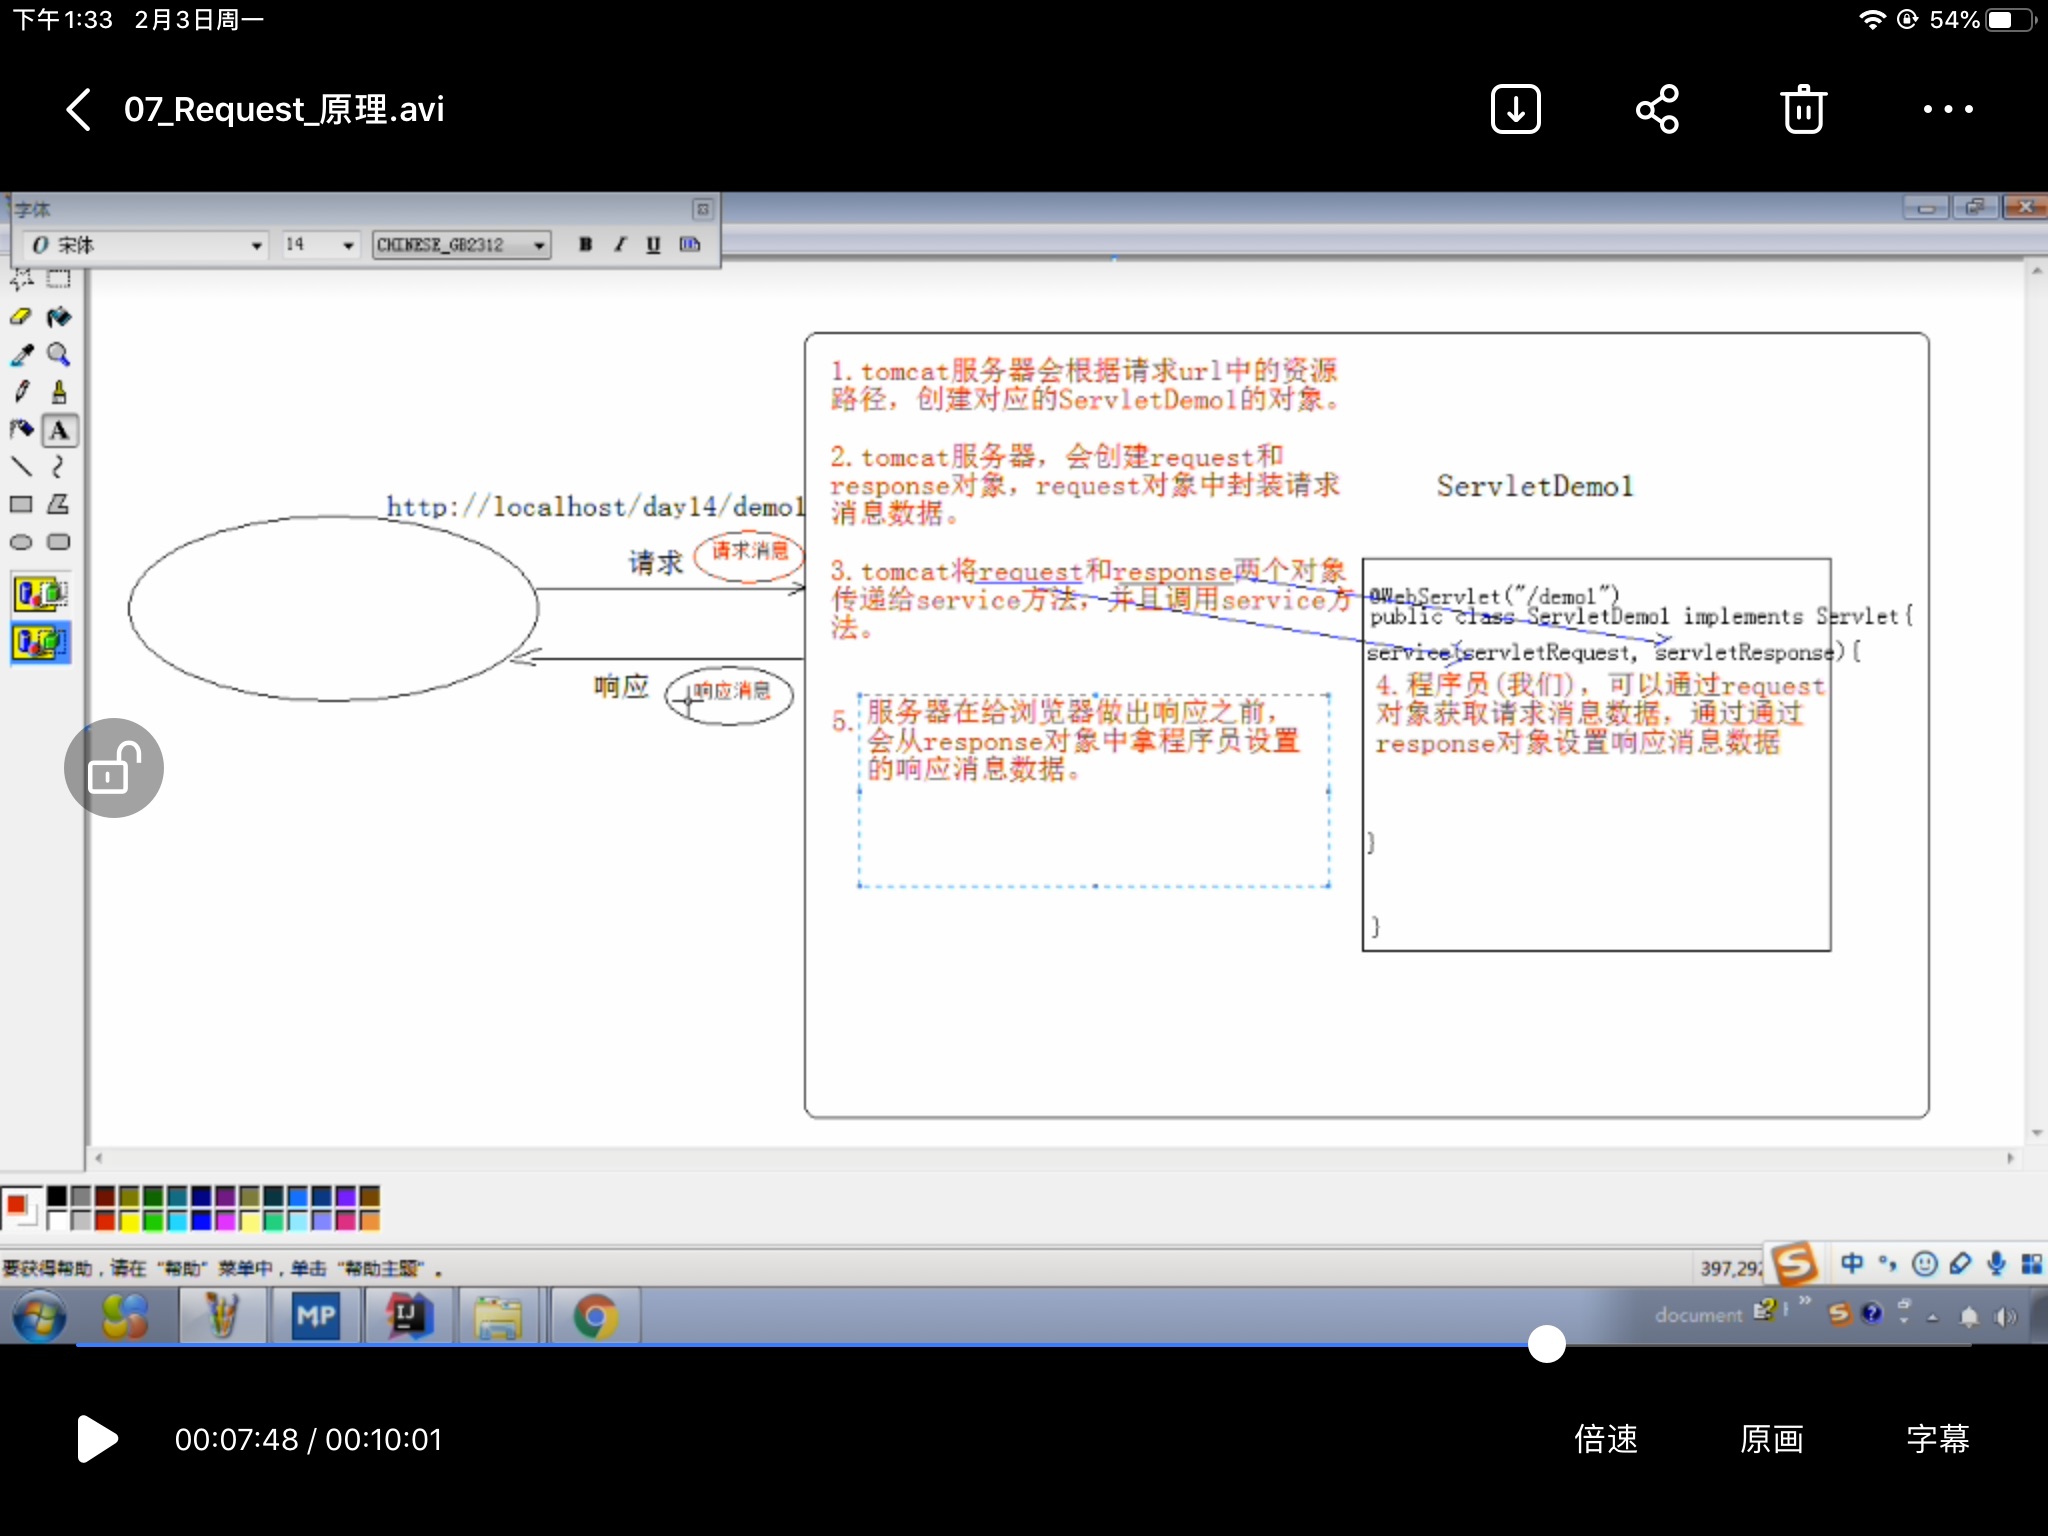 下午1:33 2月3日周一
54%
07_Request_原理.avi
字体
宋体 14 CHINESE_GB2312 B I U
A
1.tomcat服务器会根据请求url中的资源
路径，创建对应的ServletDemo1的对象。
2.tomcat服务器，会创建request和
response对象，request对象中封装请求
消息数据。
ServletDemo1
http://localhost/day14/demo1
请求 请求消息
3.tomcat将request和response两个对象
传递给service方法，并且调用service方
法。
@WebServlet("/demo1")
public class ServletDemo1 implements Servlet{
service(servletRequest, servletResponse){
响应 响应消息
4.程序员(我们)，可以通过request
对象获取请求消息数据，通过通过
response对象设置响应消息数据
5.
服务器在给浏览器做出响应之前，
会从response对象中拿程序员设置
的响应消息数据。
}
}
要获得帮助，请在“帮助”菜单中，单击“帮助主题”。
397,292
S 中
MP IJ document
00:07:48 / 00:10:01
倍速 原画 字幕